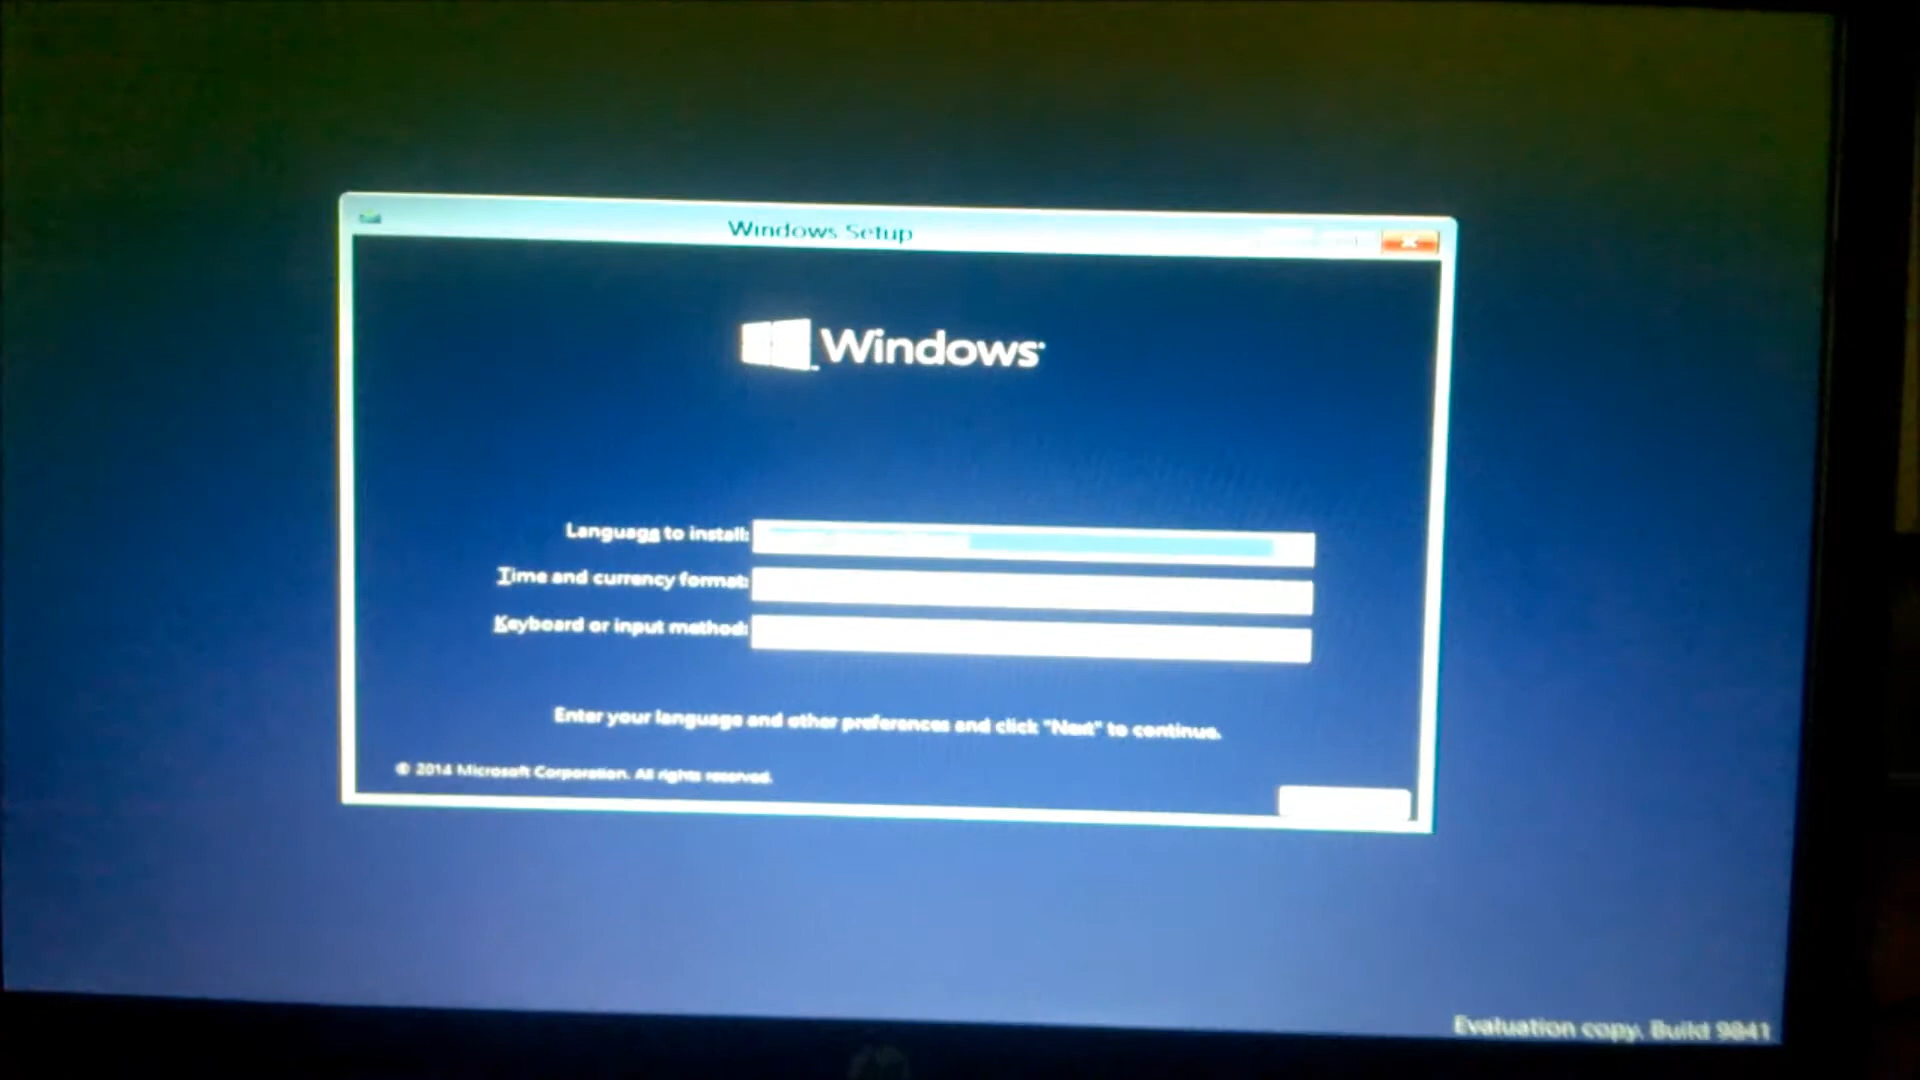 Windows Setup
Windows
Language to install:
Time and currency format:
Keyboard or input method:
Enter your language and other preferences and click "Next" to continue.
© 2014 Microsoft Corporation. All rights reserved.
Evaluation copy. Build 9841